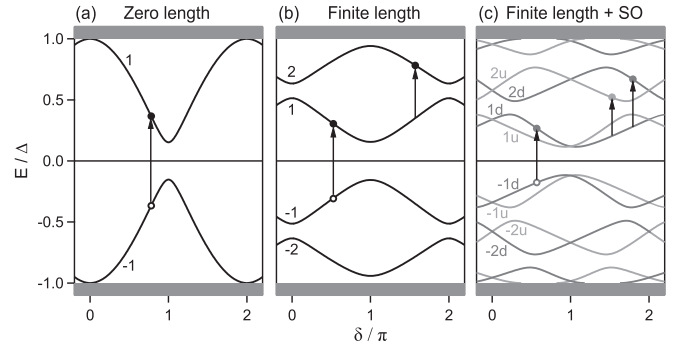 (a) Zero length
(b) Finite length
(c) Finite length + SO
1.0
0.5
0.0
-0.5
-1.0
E / Δ
1
-1
2
1
-1
-2
2u
2d
1d
1u
-1d
-1u
-2u
-2d
0 1 2
0 1 2
0 1 2
δ / π